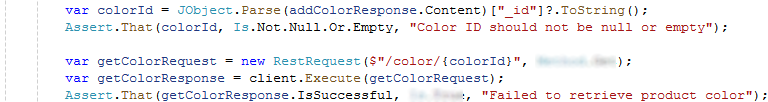 var colorId = JObject.Parse(addColorResponse.Content)["_id"]?.ToString();
Assert.That(colorId, Is.Not.Null.Or.Empty, "Color ID should not be null or empty");
var getColorRequest = new RestRequest($"/color/{colorId}", );
var getColorResponse = client.Execute(getColorRequest);
Assert.That(getColorResponse.IsSuccessful, , "Failed to retrieve product color");